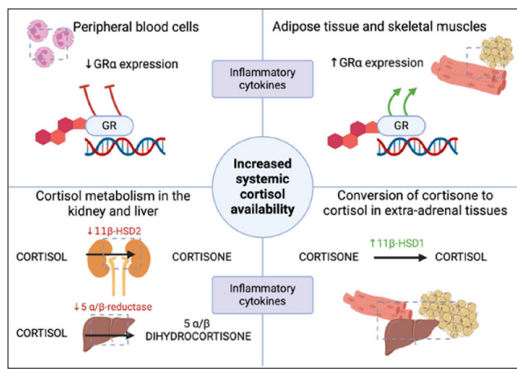 Peripheral blood cells
↓GRα expression
GR
Adipose tissue and skeletal muscles
↑GRα expression
GR
Inflammatory
cytokines
Increased
systemic
cortisol
availability
Cortisol metabolism in the
kidney and liver
↓11β-HSD2
CORTISOL
CORTISONE
↓5 α/β-reductase
CORTISOL
5 α/β
DIHYDROCORTISONE
Conversion of cortisone to
cortisol in extra-adrenal tissues
↑11β-HSD1
CORTISONE
CORTISOL
Inflammatory
cytokines